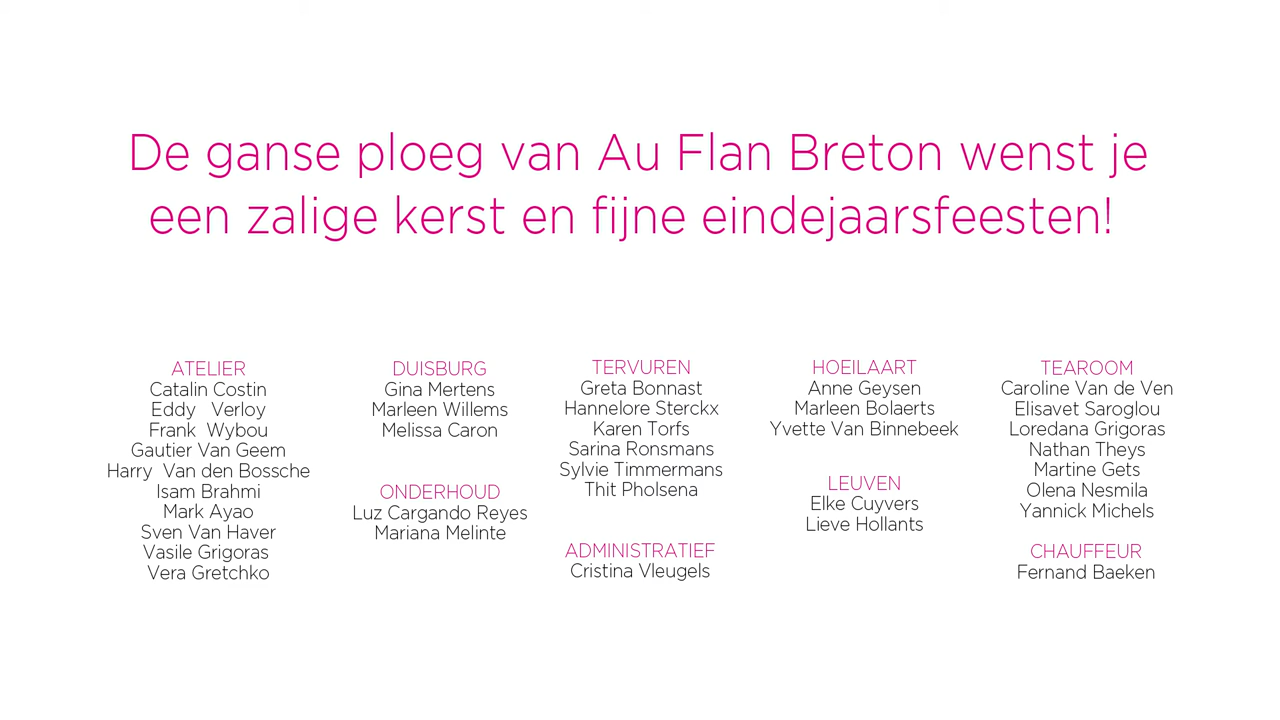 De ganse ploeg van Au Flan Breton wenst je
een zalige kerst en fijne eindejaarsfeesten!
ATELIER
Catalin Costin
Eddy Verloy
Frank Wybou
Gautier Van Geem
Harry Van den Bossche
Isam Brahmi
Mark Ayao
Sven Van Haver
Vasile Grigoras
Vera Gretchko
DUISBURG
Gina Mertens
Marleen Willems
Melissa Caron
ONDERHOUD
Luz Cargando Reyes
Mariana Melinte
TERVUREN
Greta Bonnast
Hannelore Sterckx
Karen Torfs
Sarina Ronsmans
Sylvie Timmermans
Thit Pholsena
ADMINISTRATIEF
Cristina Vleugels
HOEILAART
Anne Geysen
Marleen Bolaerts
Yvette Van Binnebeek
LEUVEN
Elke Cuyvers
Lieve Hollants
TEAROOM
Caroline Van de Ven
Elisavet Saroglou
Loredana Grigoras
Nathan Theys
Martine Gets
Olena Nesmila
Yannick Michels
CHAUFFEUR
Fernand Baeken